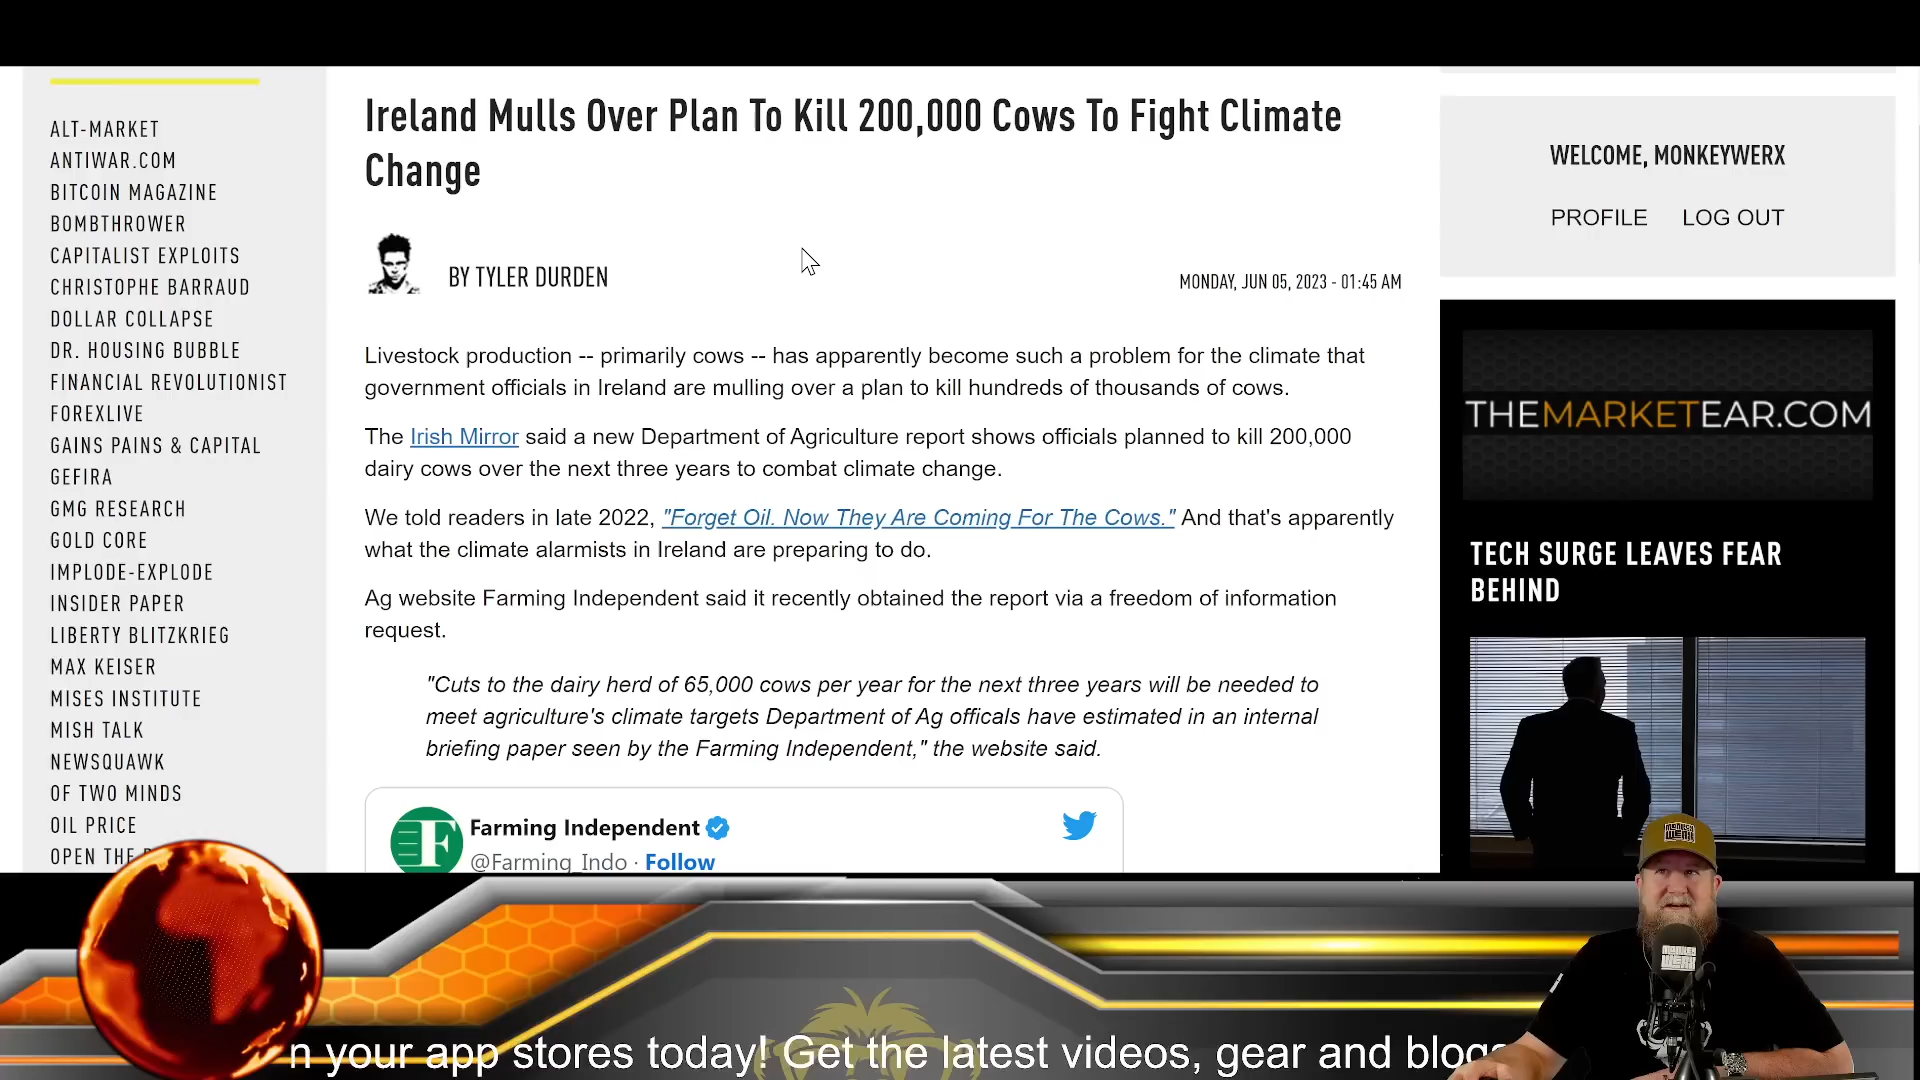 ALT-MARKET
ANTIWAR.COM
BITCOIN MAGAZINE
BOMBTHROWER
CAPITALIST EXPLOITS
CHRISTOPHE BARRAUD
DOLLAR COLLAPSE
DR. HOUSING BUBBLE
FINANCIAL REVOLUTIONIST
FOREXLIVE
GAINS PAINS & CAPITAL
GEFIRA
GMG RESEARCH
GOLD CORE
IMPLODE-EXPLODE
INSIDER PAPER
LIBERTY BLITZKRIEG
MAX KEISER
MISES INSTITUTE
MISH TALK
NEWSQUAWK
OF TWO MINDS
OIL PRICE
OPEN THE
Ireland Mulls Over Plan To Kill 200,000 Cows To Fight Climate
Change
BY TYLER DURDEN
MONDAY, JUN 05, 2023 - 01:45 AM
Livestock production -- primarily cows -- has apparently become such a problem for the climate that
government officials in Ireland are mulling over a plan to kill hundreds of thousands of cows.
The Irish Mirror said a new Department of Agriculture report shows officials planned to kill 200,000
dairy cows over the next three years to combat climate change.
We told readers in late 2022, "Forget Oil. Now They Are Coming For The Cows." And that's apparently
what the climate alarmists in Ireland are preparing to do.
Ag website Farming Independent said it recently obtained the report via a freedom of information
request.
"Cuts to the dairy herd of 65,000 cows per year for the next three years will be needed to
meet agriculture's climate targets Department of Ag officals have estimated in an internal
briefing paper seen by the Farming Independent," the website said.
F
Farming Independent
@Farming_Indo · Follow
WELCOME, MONKEYWERX
PROFILE LOG OUT
THEMARKETEAR.COM
TECH SURGE LEAVES FEAR
BEHIND
MONKEY
WERX
MONKEY
WERX
n your app stores today! Get the latest videos, gear and blogs